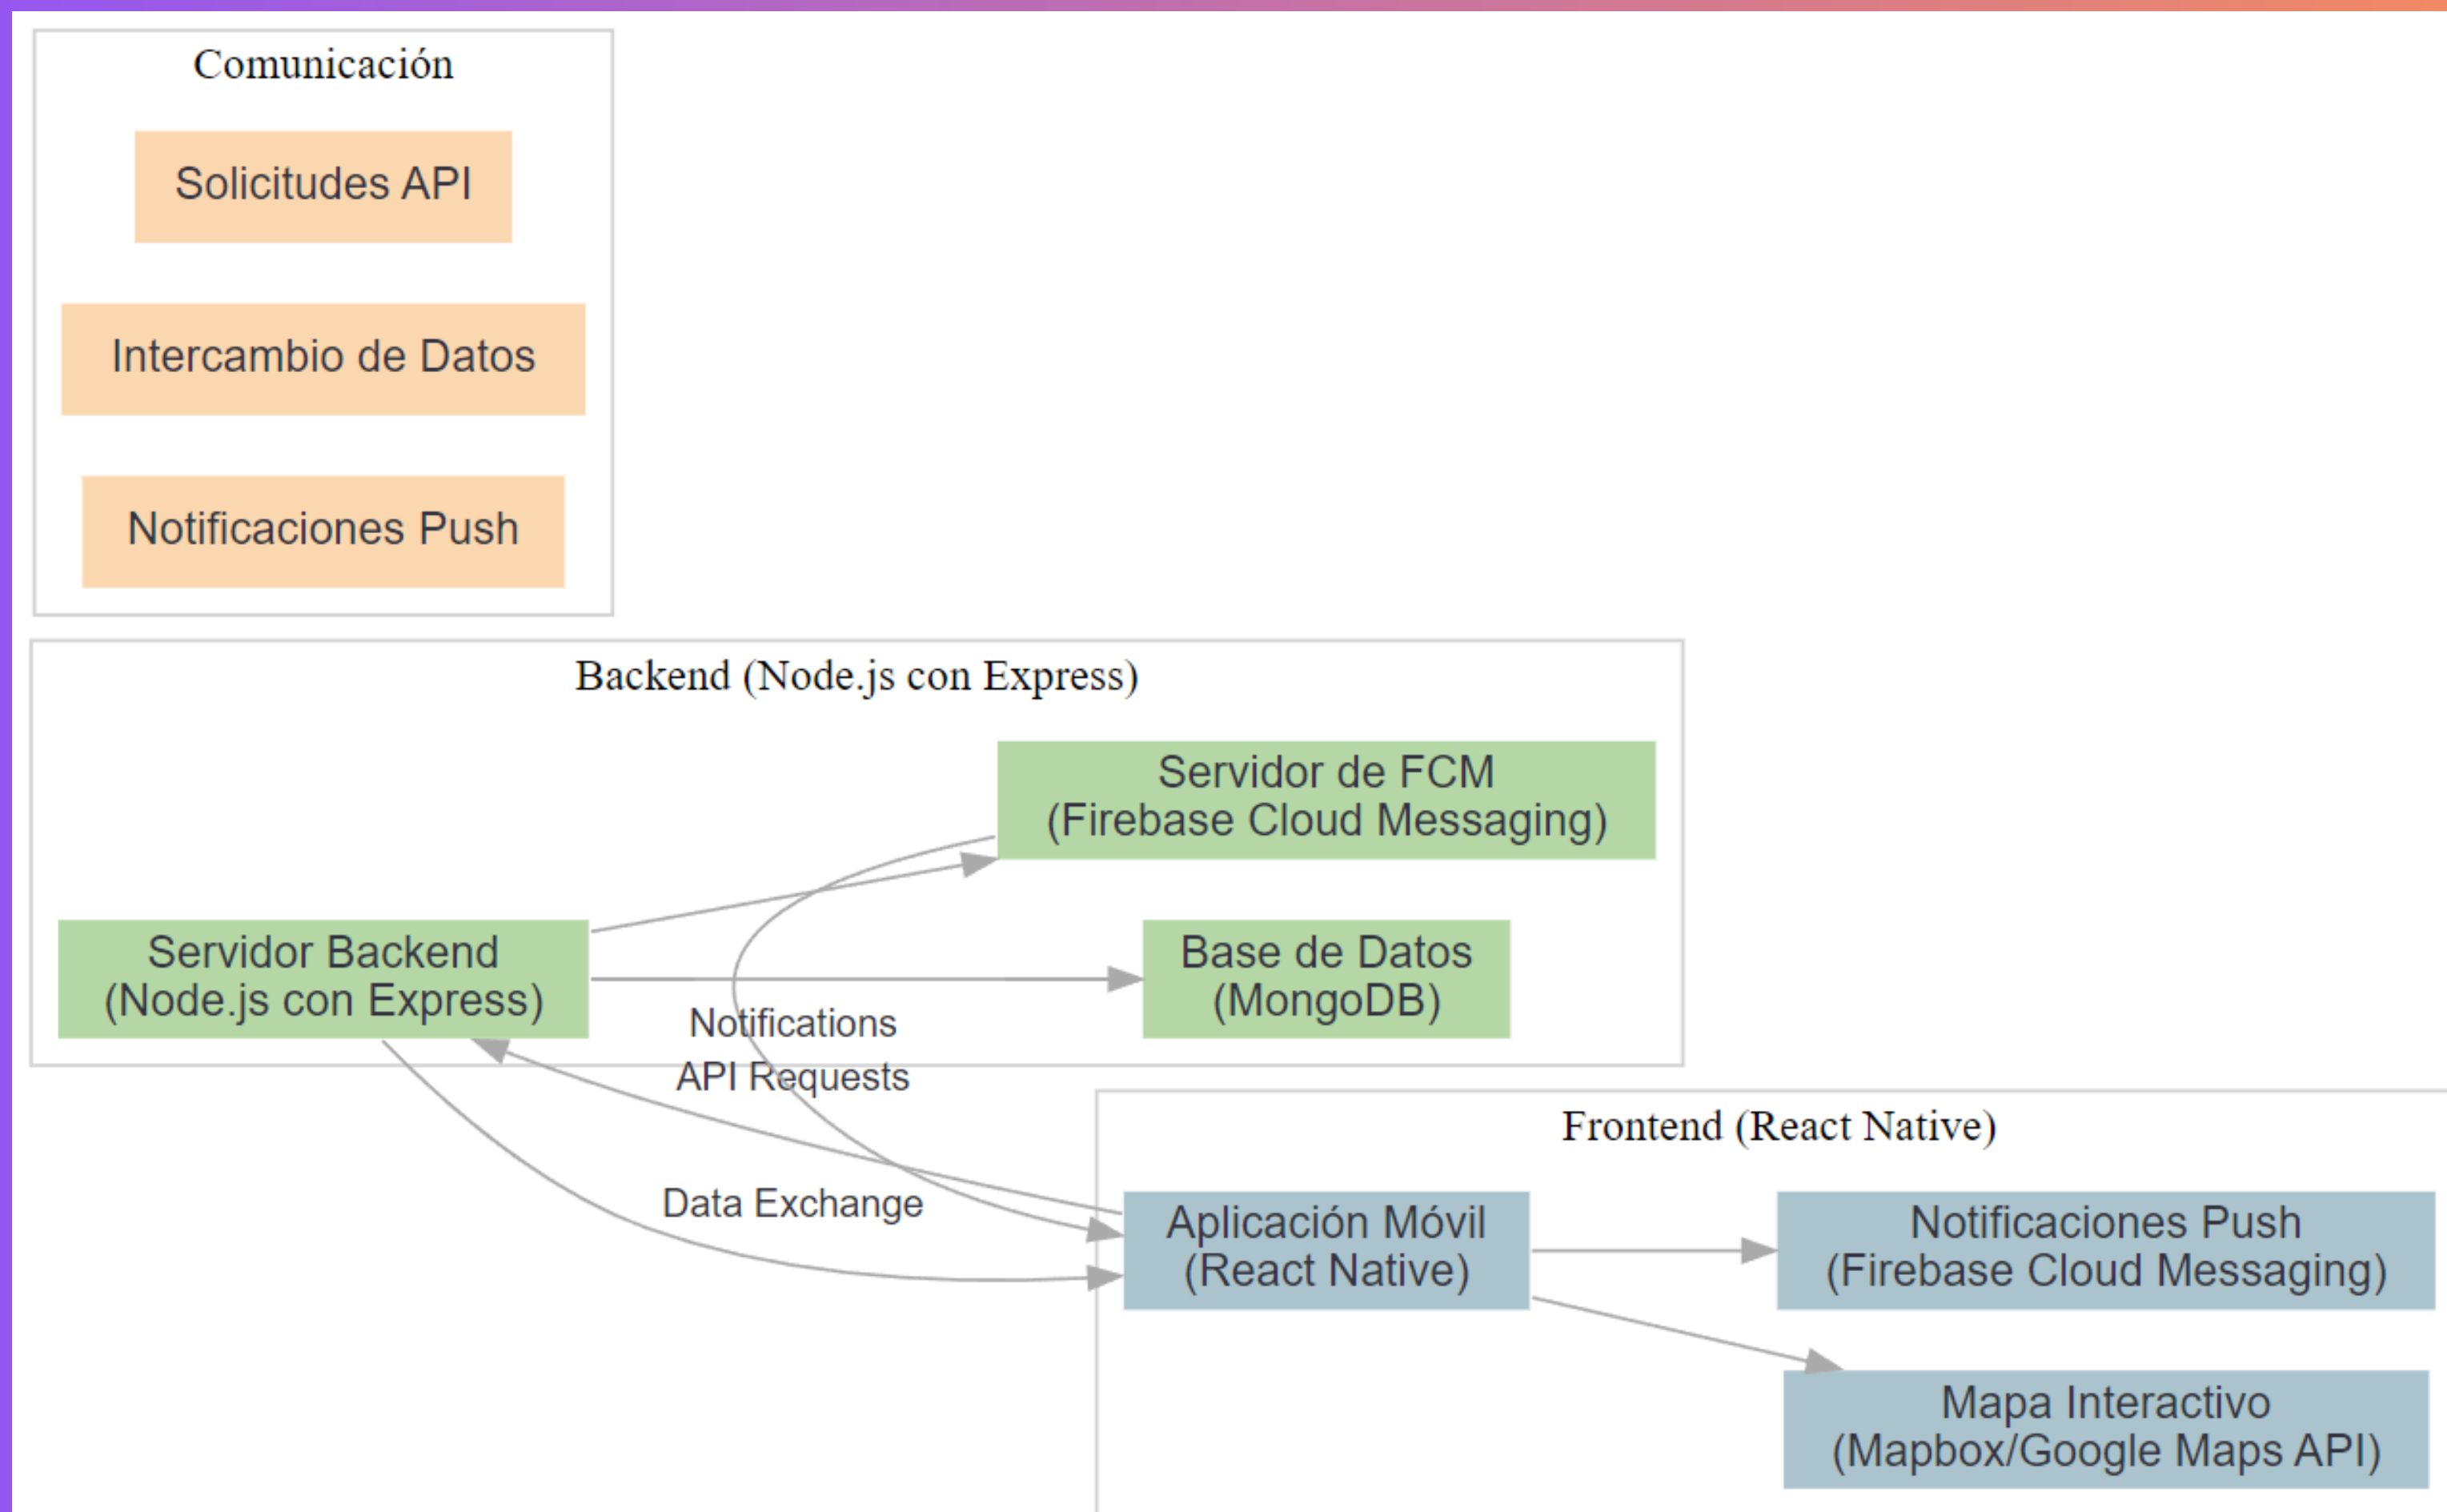 Comunicación
Solicitudes API
Intercambio de Datos
Notificaciones Push
Backend (Node.js con Express)
Servidor de FCM
(Firebase Cloud Messaging)
Servidor Backend
(Node.js con Express)
Base de Datos
(MongoDB)
Notifications
API Requests
Data Exchange
Frontend (React Native)
Aplicación Móvil
(React Native)
Notificaciones Push
(Firebase Cloud Messaging)
Mapa Interactivo
(Mapbox/Google Maps API)